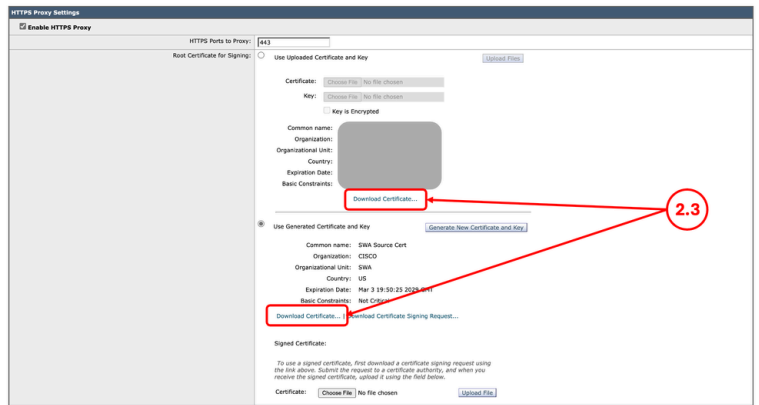 HTTPS Proxy Settings
Enable HTTPS Proxy
HTTPS Ports to Proxy: 443
Root Certificate for Signing: Use Uploaded Certificate and Key Upload Files
Certificate: Choose File No file chosen
Key: Choose File No file chosen
Key is Encrypted
Common name:
Organization:
Organizational Unit:
Country:
Expiration Date:
Basic Constraints:
Download Certificate...
2.3
Use Generated Certificate and Key Generate New Certificate and Key
Common name: SWA Source Cert
Organization: CISCO
Organizational Unit: SWA
Country: US
Expiration Date: Mar 3 19:50:25 2029 GMT
Basic Constraints: Not Critical
Download Certificate... | Download Certificate Signing Request...
Signed Certificate:
To use a signed certificate, first download a certificate signing request using
the link above. Submit the request to a certificate authority, and when you
receive the signed certificate, upload it using the field below.
Certificate: Choose File No file chosen Upload File